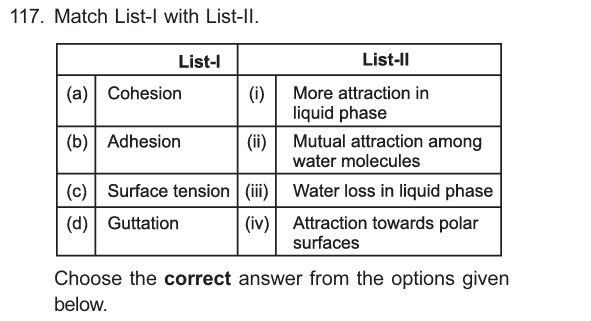 117. Match List-I with List-II.
List-I List-II
(a) Cohesion (i) More attraction in
liquid phase
(b) Adhesion (ii) Mutual attraction among
water molecules
(c) Surface tension (iii) Water loss in liquid phase
(d) Guttation (iv) Attraction towards polar
surfaces
Choose the correct answer from the options given
below.